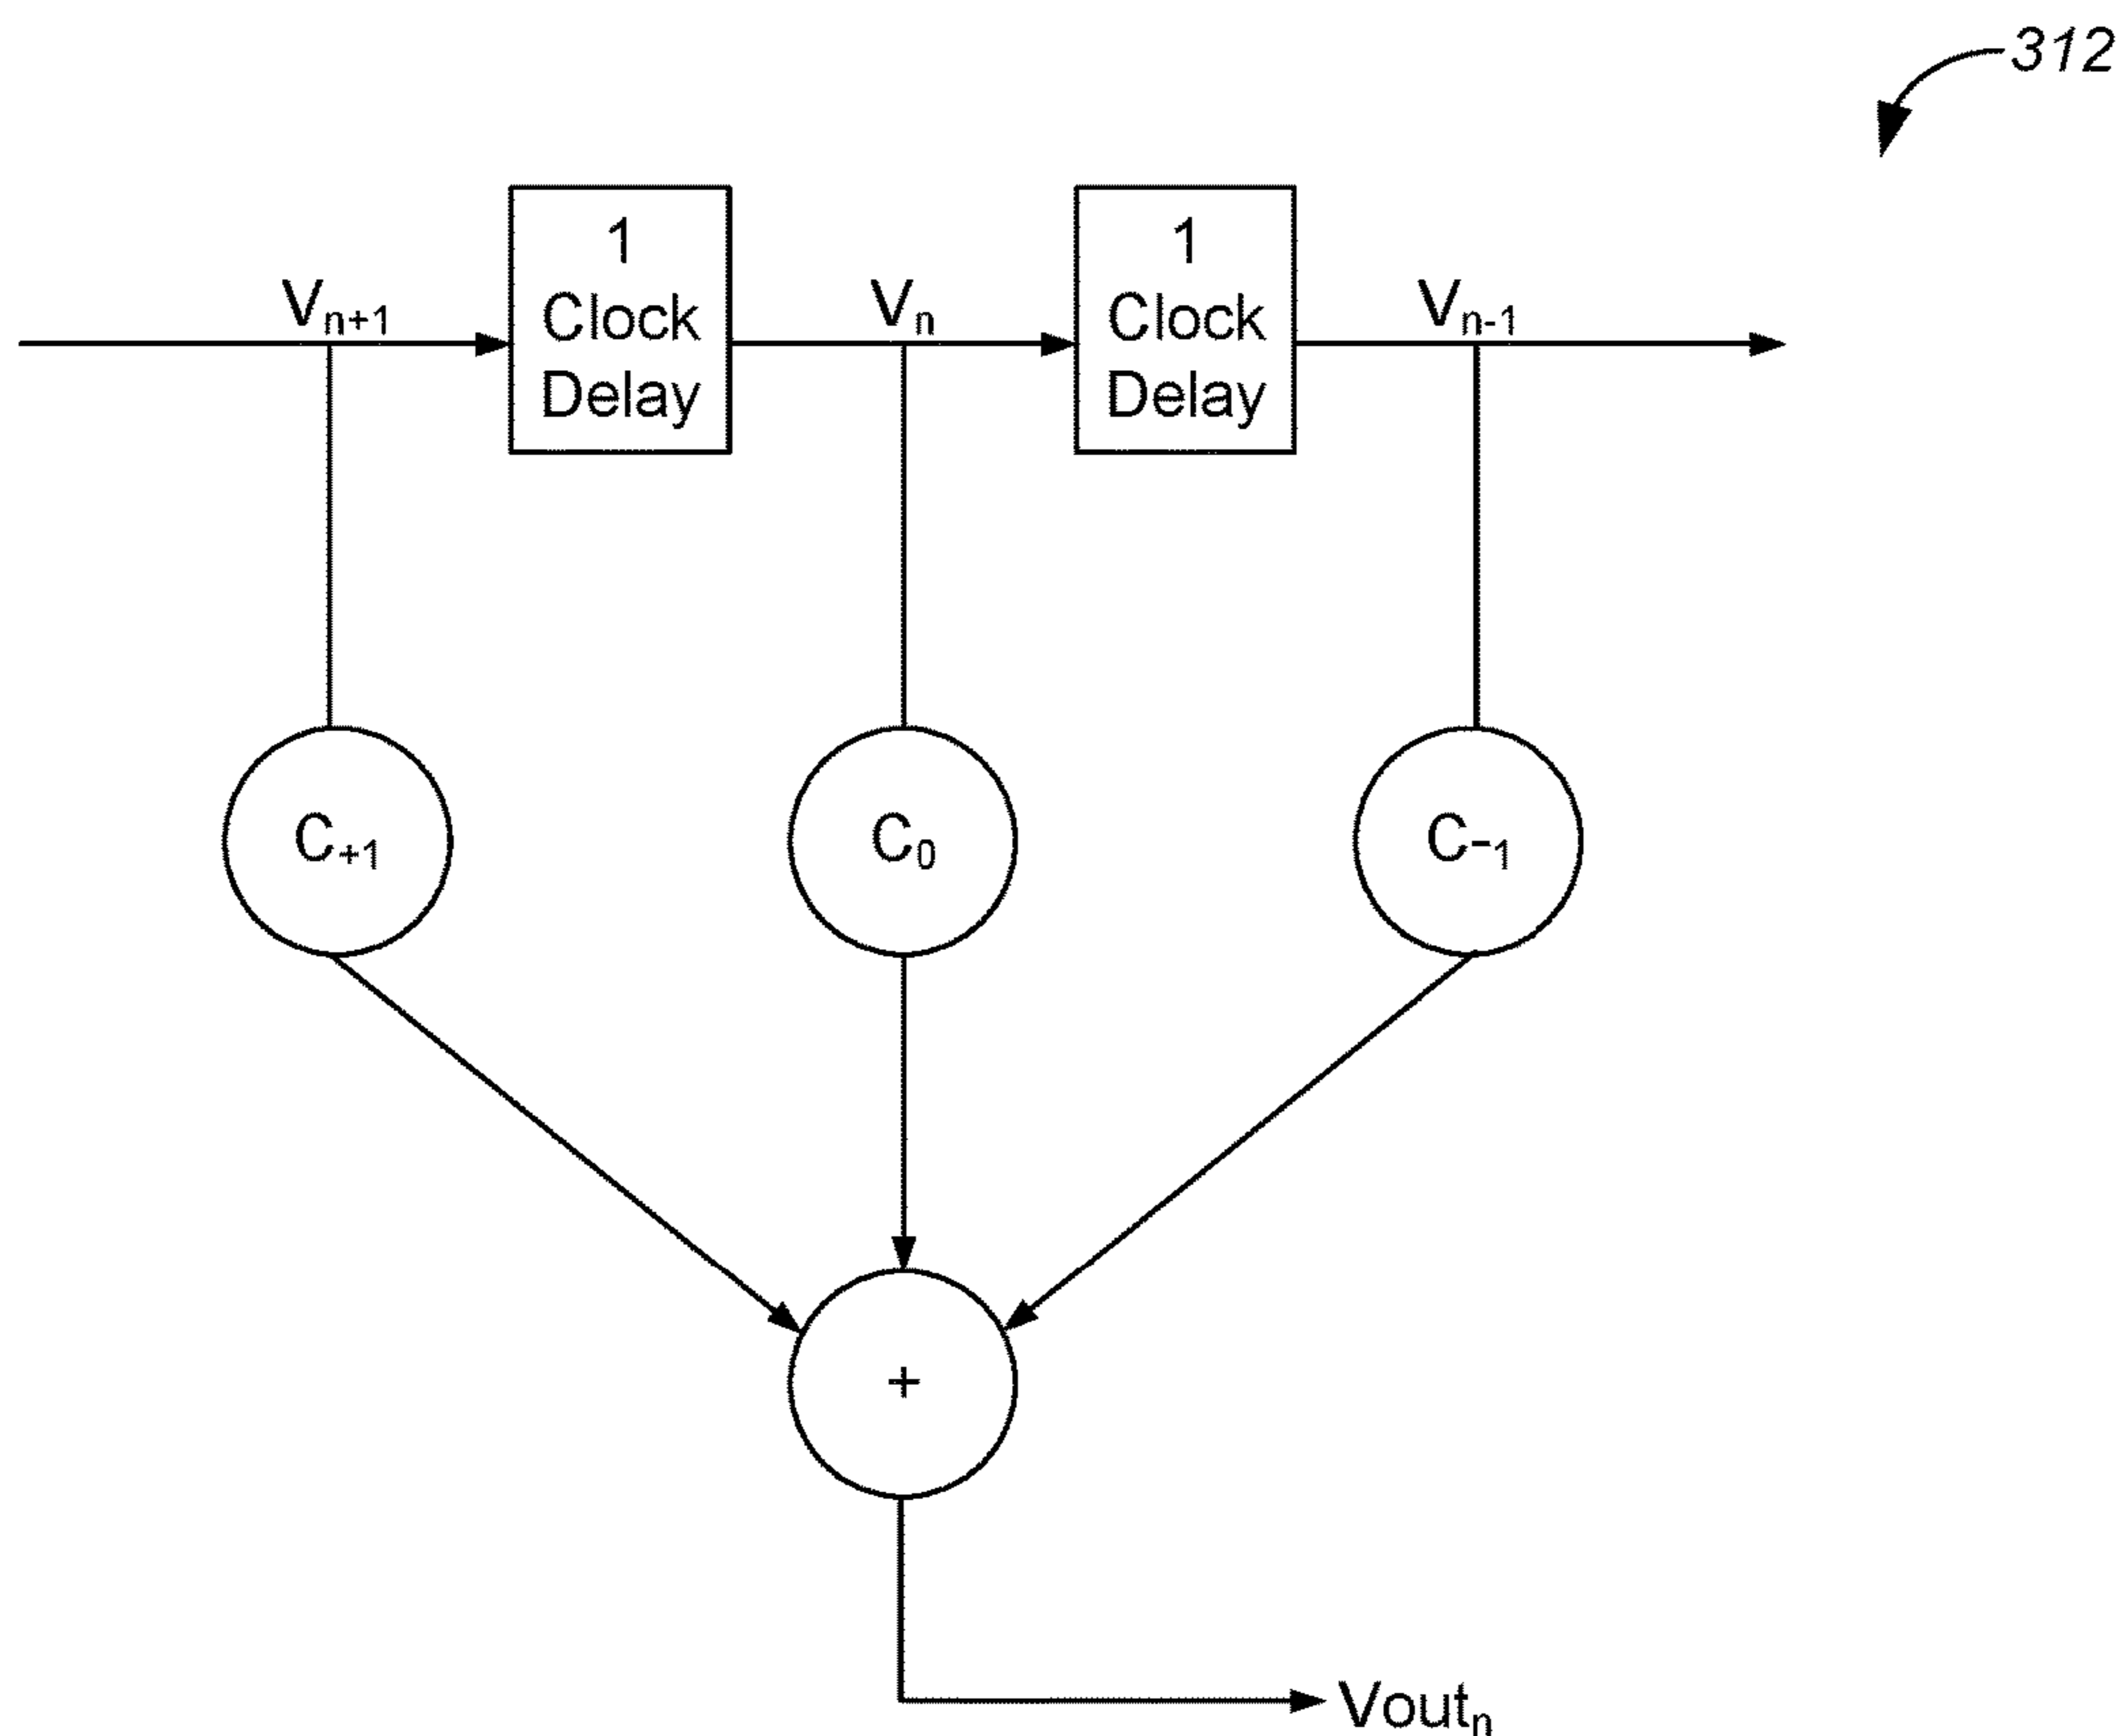 312
1
Clock
Delay
1
Clock
Delay
Vₙ₊₁
Vₙ
Vₙ₋₁
C₊₁
C₀
C-₁
+
Voutₙ